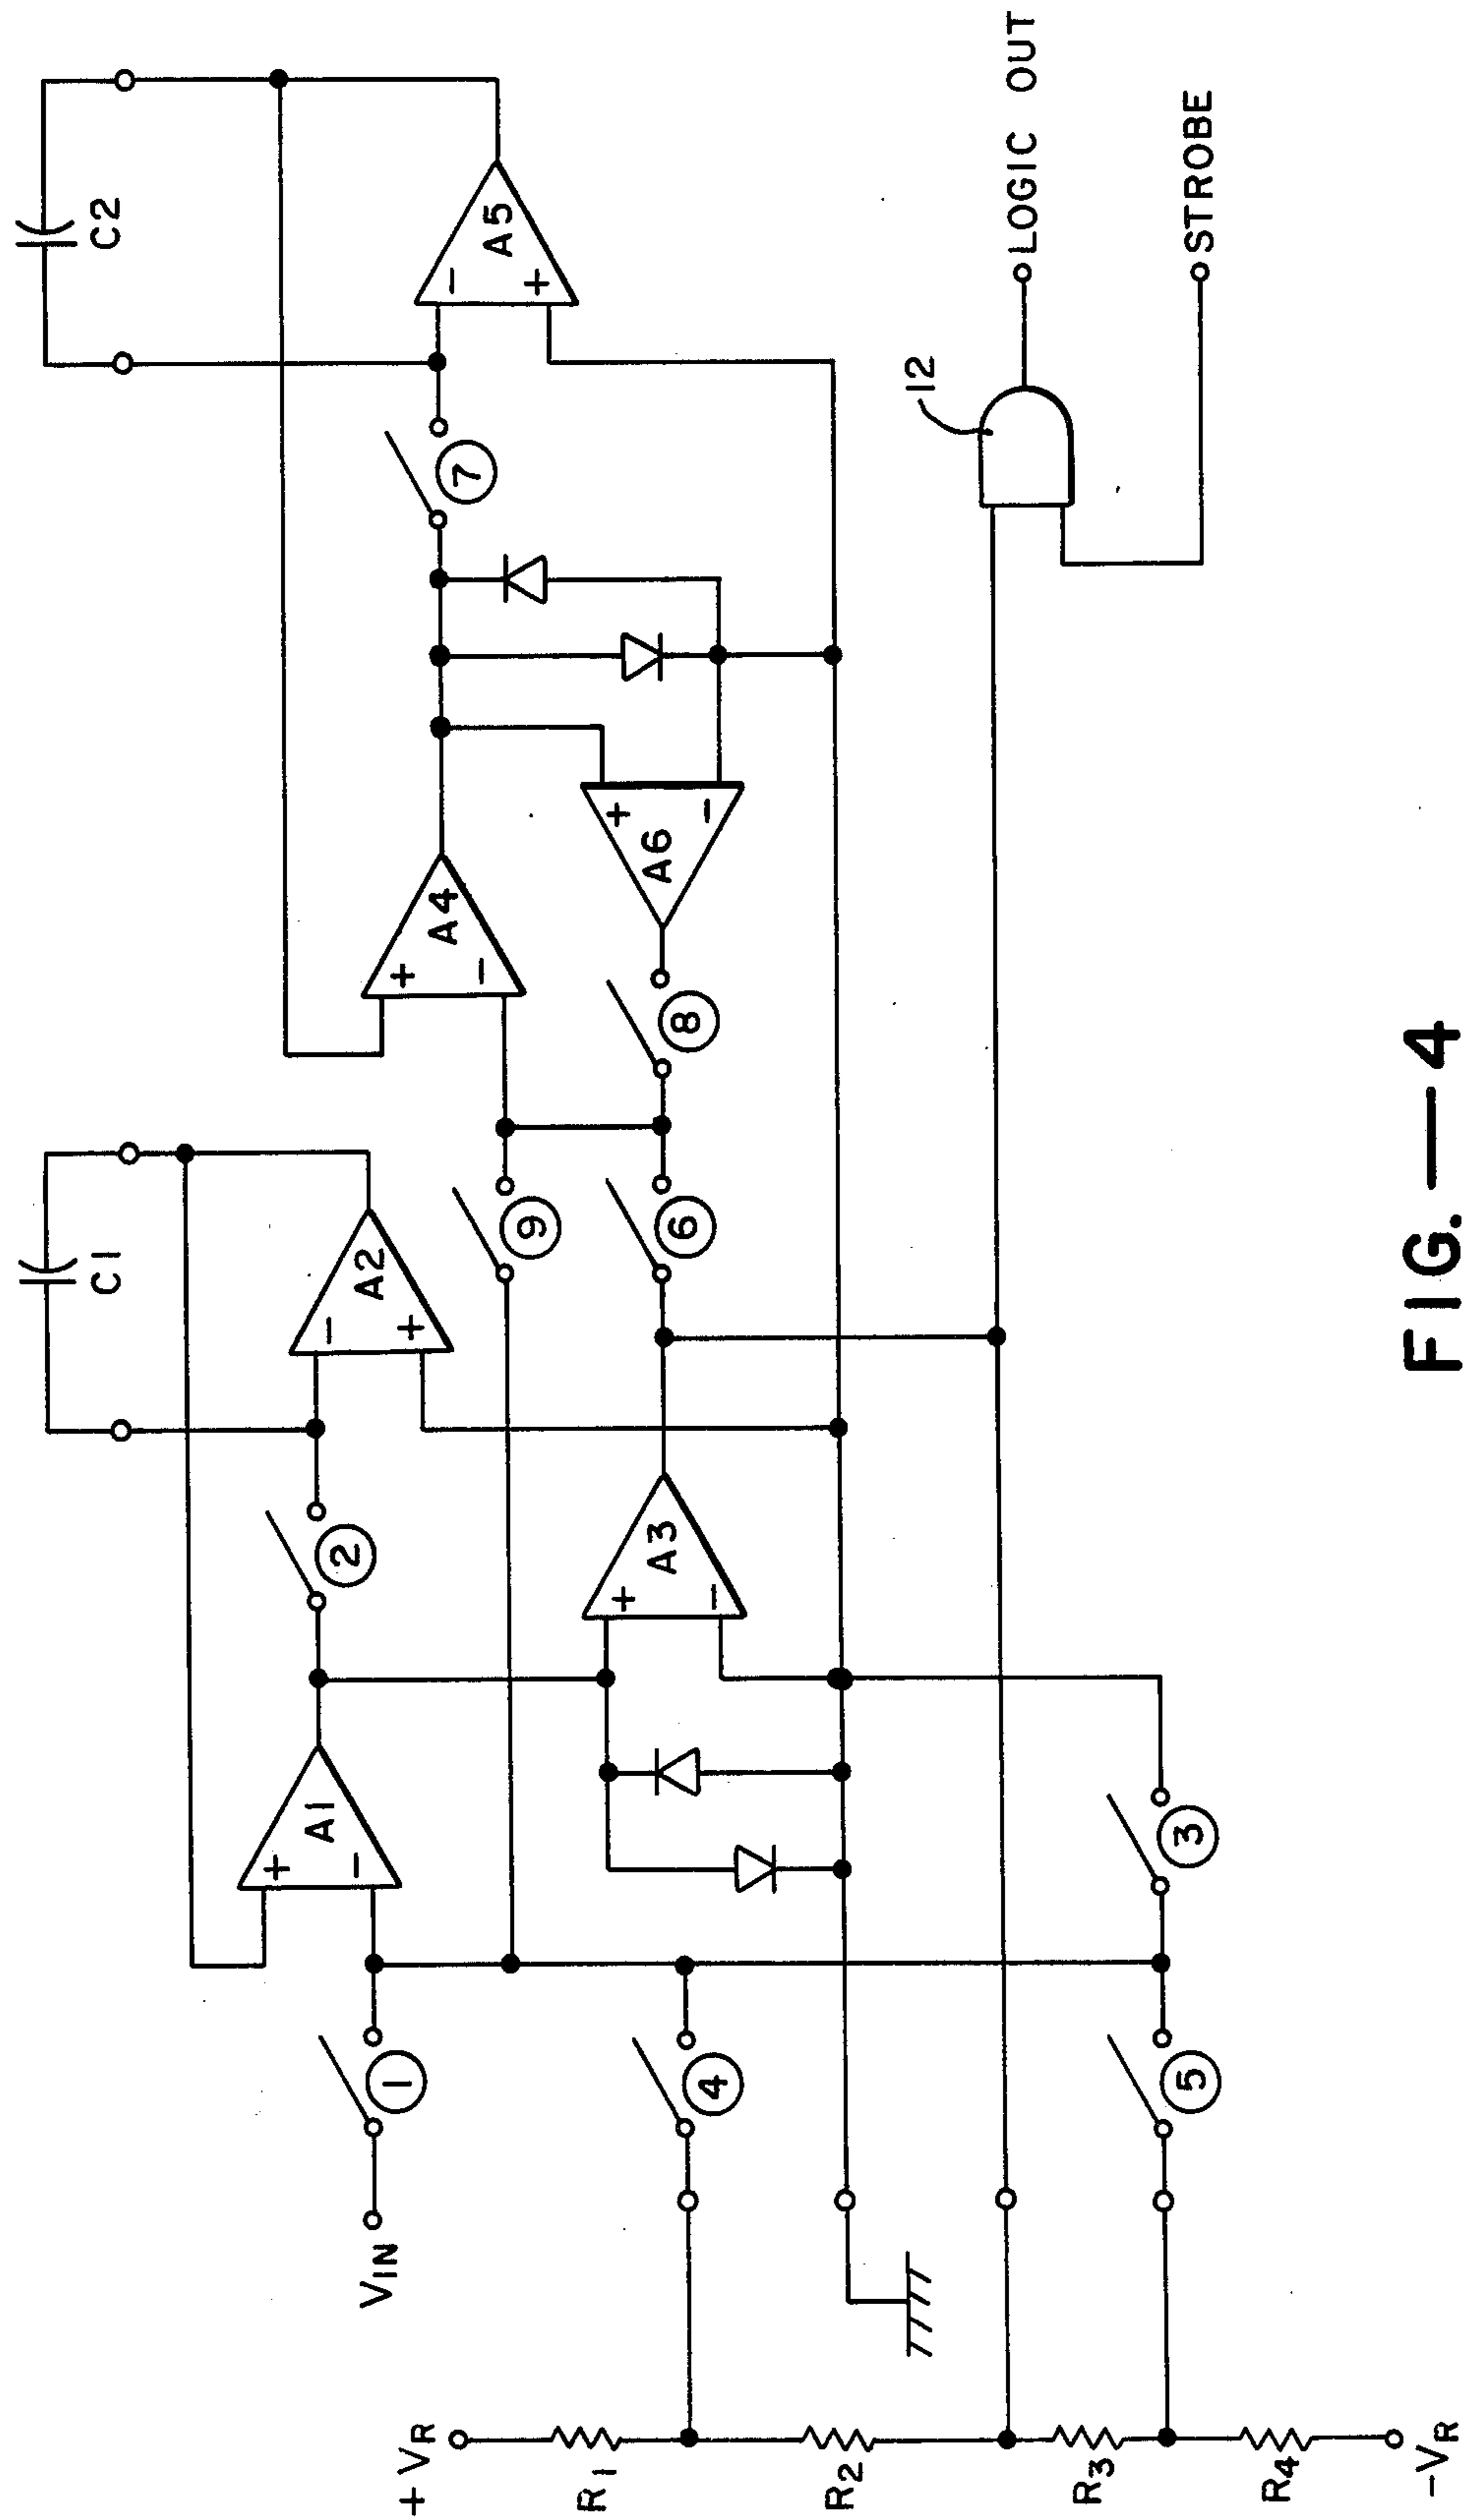 C1
C2
A1
A2
A3
A4
A5
A6
+
−
−
+
+
−
+
−
−
+
+
−
1
2
3
4
5
6
7
8
9
12
VIN
+VR
R1
R2
R3
R4
−VR
LOGIC OUT
STROBE
FIG.—4